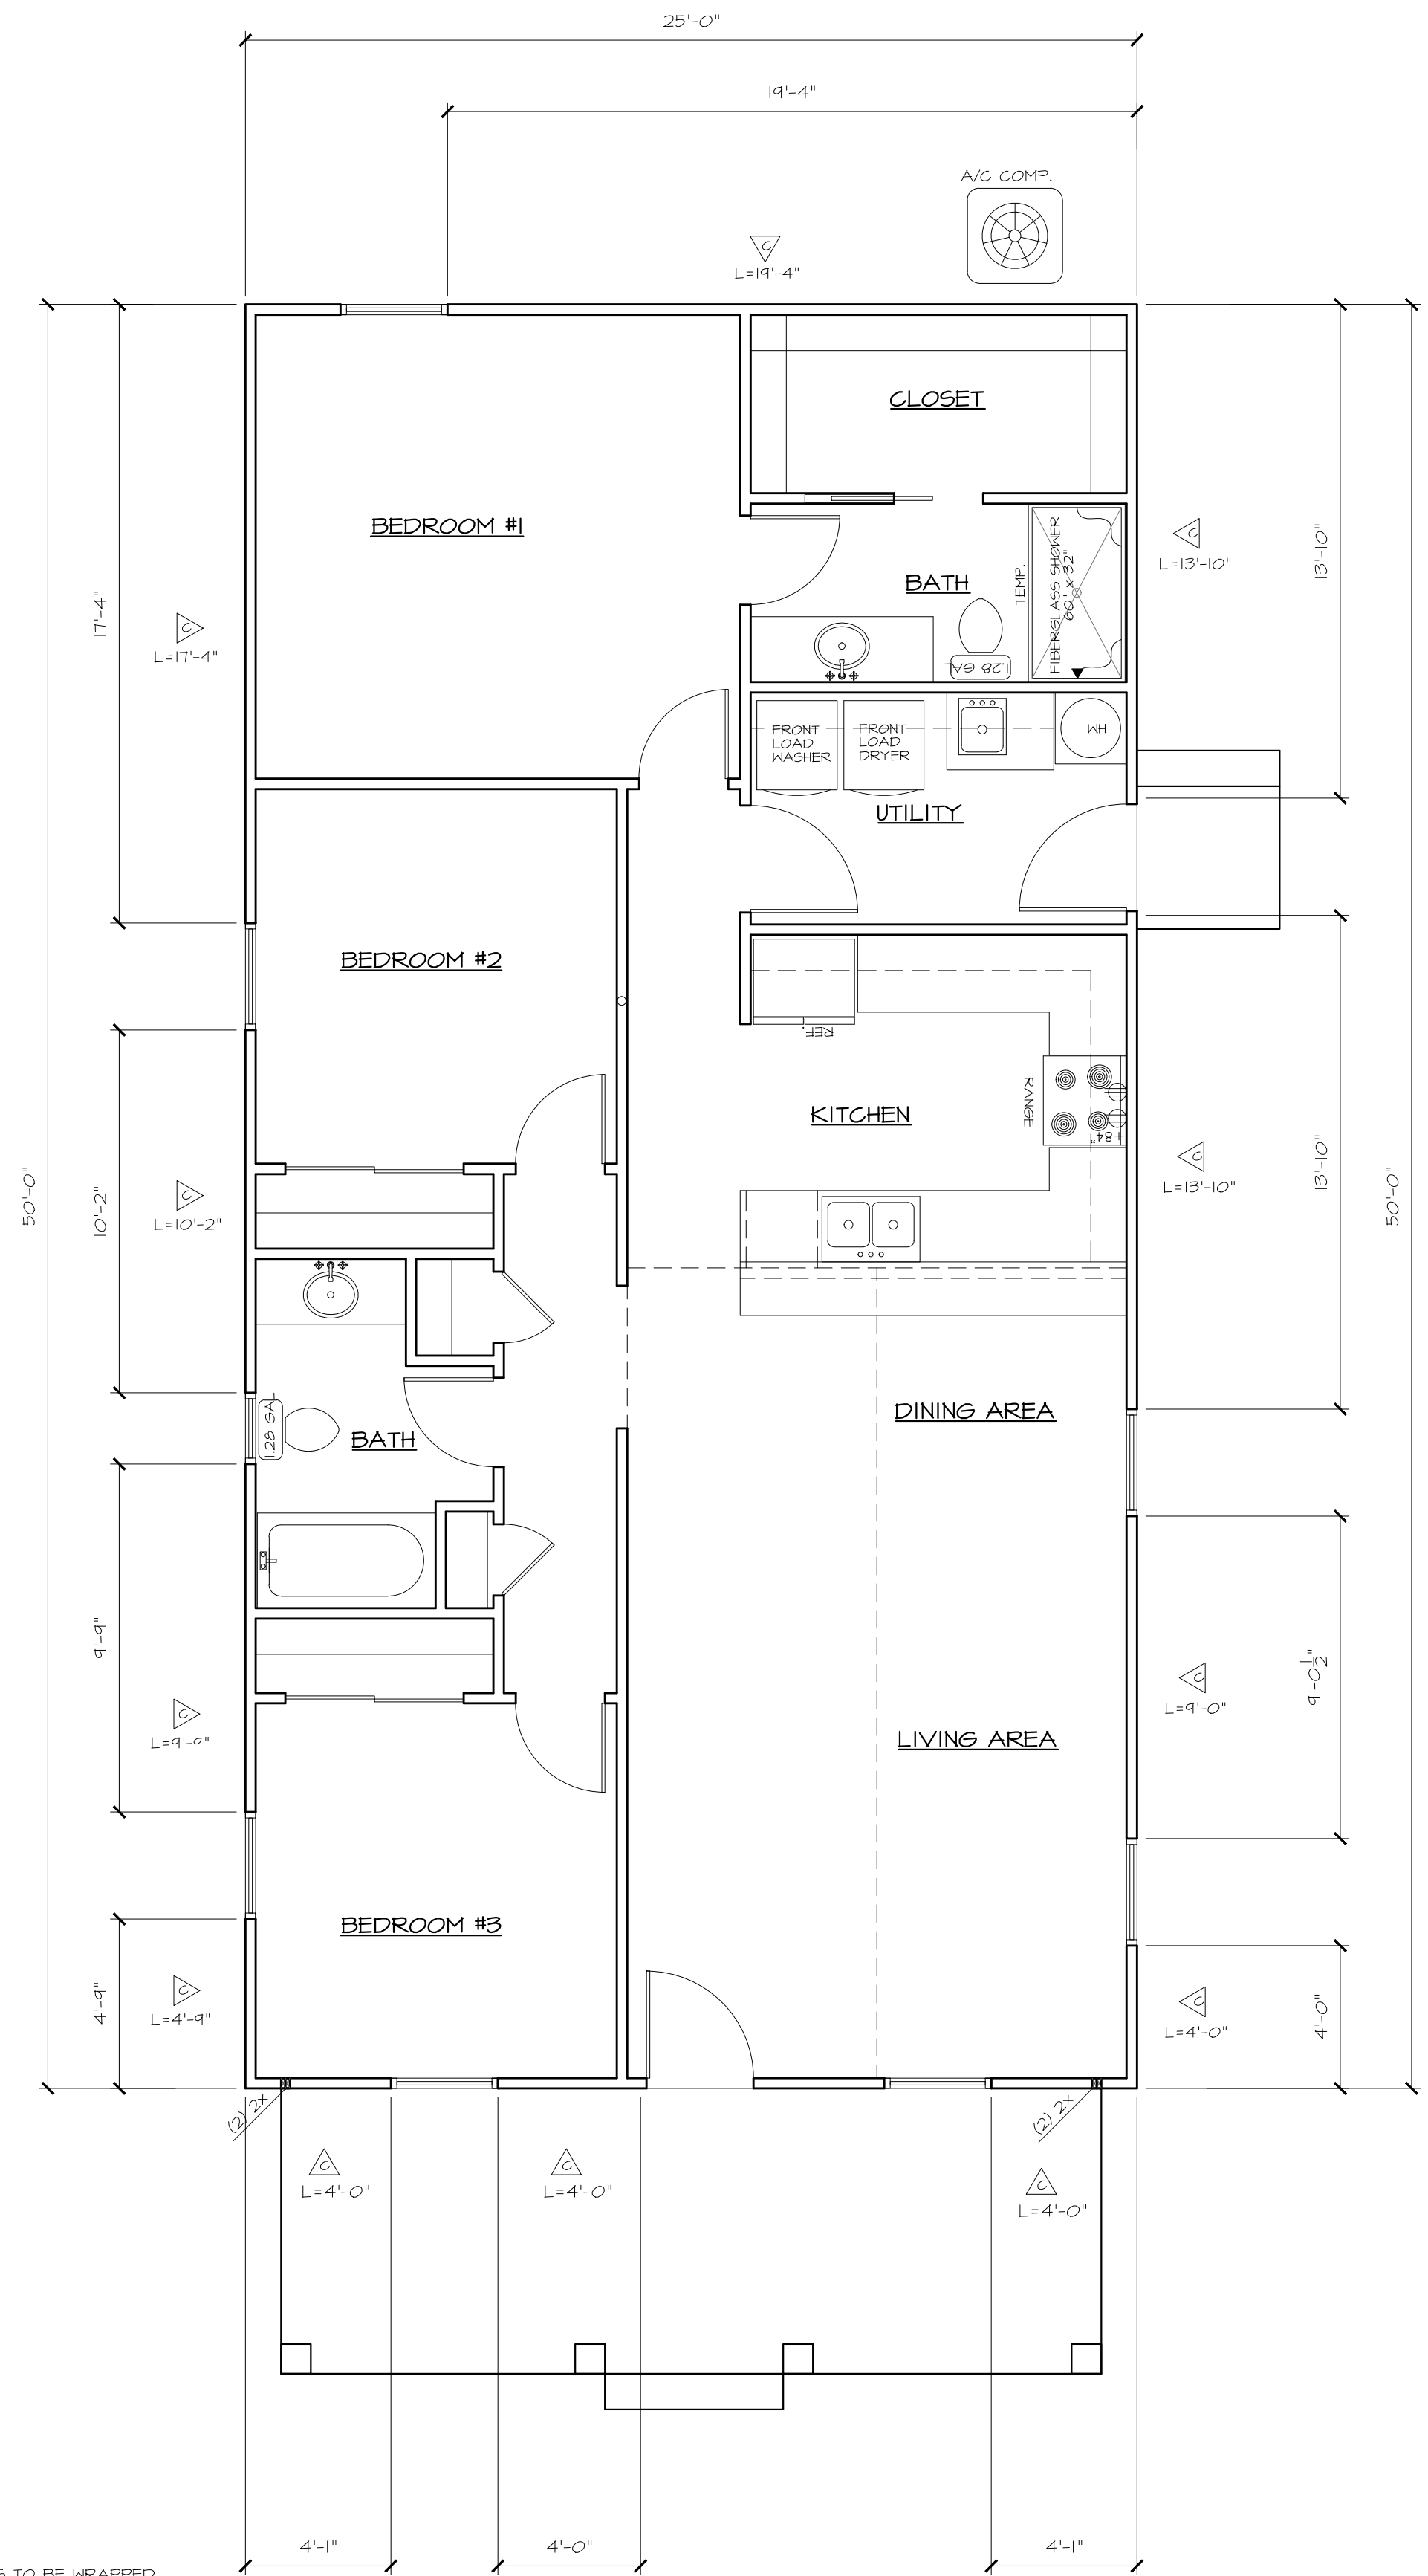 25'-0"
19'-4"
A/C COMP.
C
L=19'-4"
CLOSET
BEDROOM #1
C
L=13'-10"
13'-10"
BATH
TEMP.
FIBERGLASS SHOWER
60" x 32"
1.28 GAL
17'-4"
C
L=17'-4"
FRONT
LOAD
WASHER
FRONT
LOAD
DRYER
HM
UTILITY
BEDROOM #2
REF.
KITCHEN
RANGE
+84"
C
L=13'-10"
13'-10"
50'-0"
50'-0"
10'-2"
C
L=10'-2"
1.28 GAL
BATH
DINING AREA
9'-9"
C
L=9'-9"
C
L=9'-0"
9'-0 1/2"
LIVING AREA
BEDROOM #3
4'-9"
C
L=4'-9"
C
L=4'-0"
4'-0"
(2) 2x
(2) 2x
C
L=4'-0"
C
L=4'-0"
C
L=4'-0"
4'-1"
4'-0"
4'-1"
TO BE WRAPPED